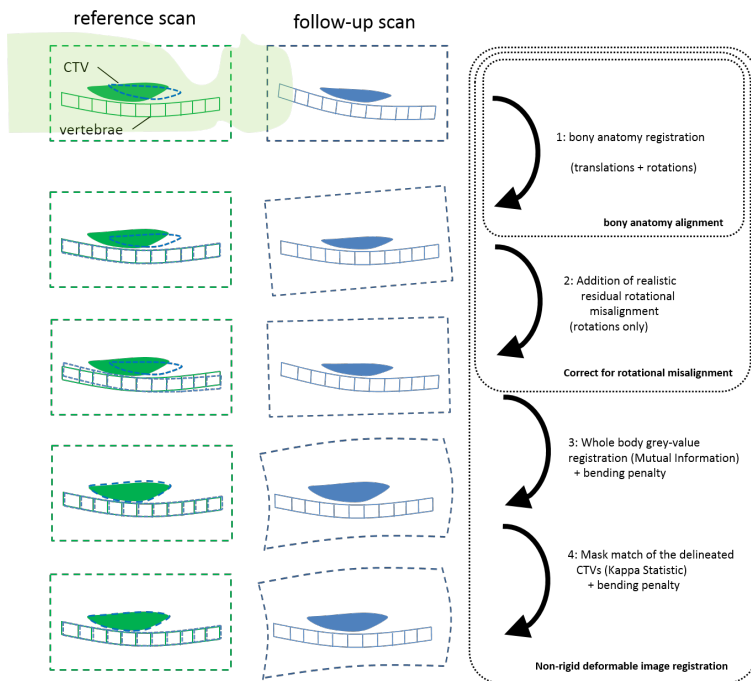 reference scan
follow-up scan
CTV
vertebrae
1: bony anatomy registration
(translations + rotations)
bony anatomy alignment
2: Addition of realistic
residual rotational
misalignment
(rotations only)
Correct for rotational misalignment
3: Whole body grey-value
registration (Mutual Information)
+ bending penalty
4: Mask match of the delineated
CTVs (Kappa Statistic)
+ bending penalty
Non-rigid deformable image registration